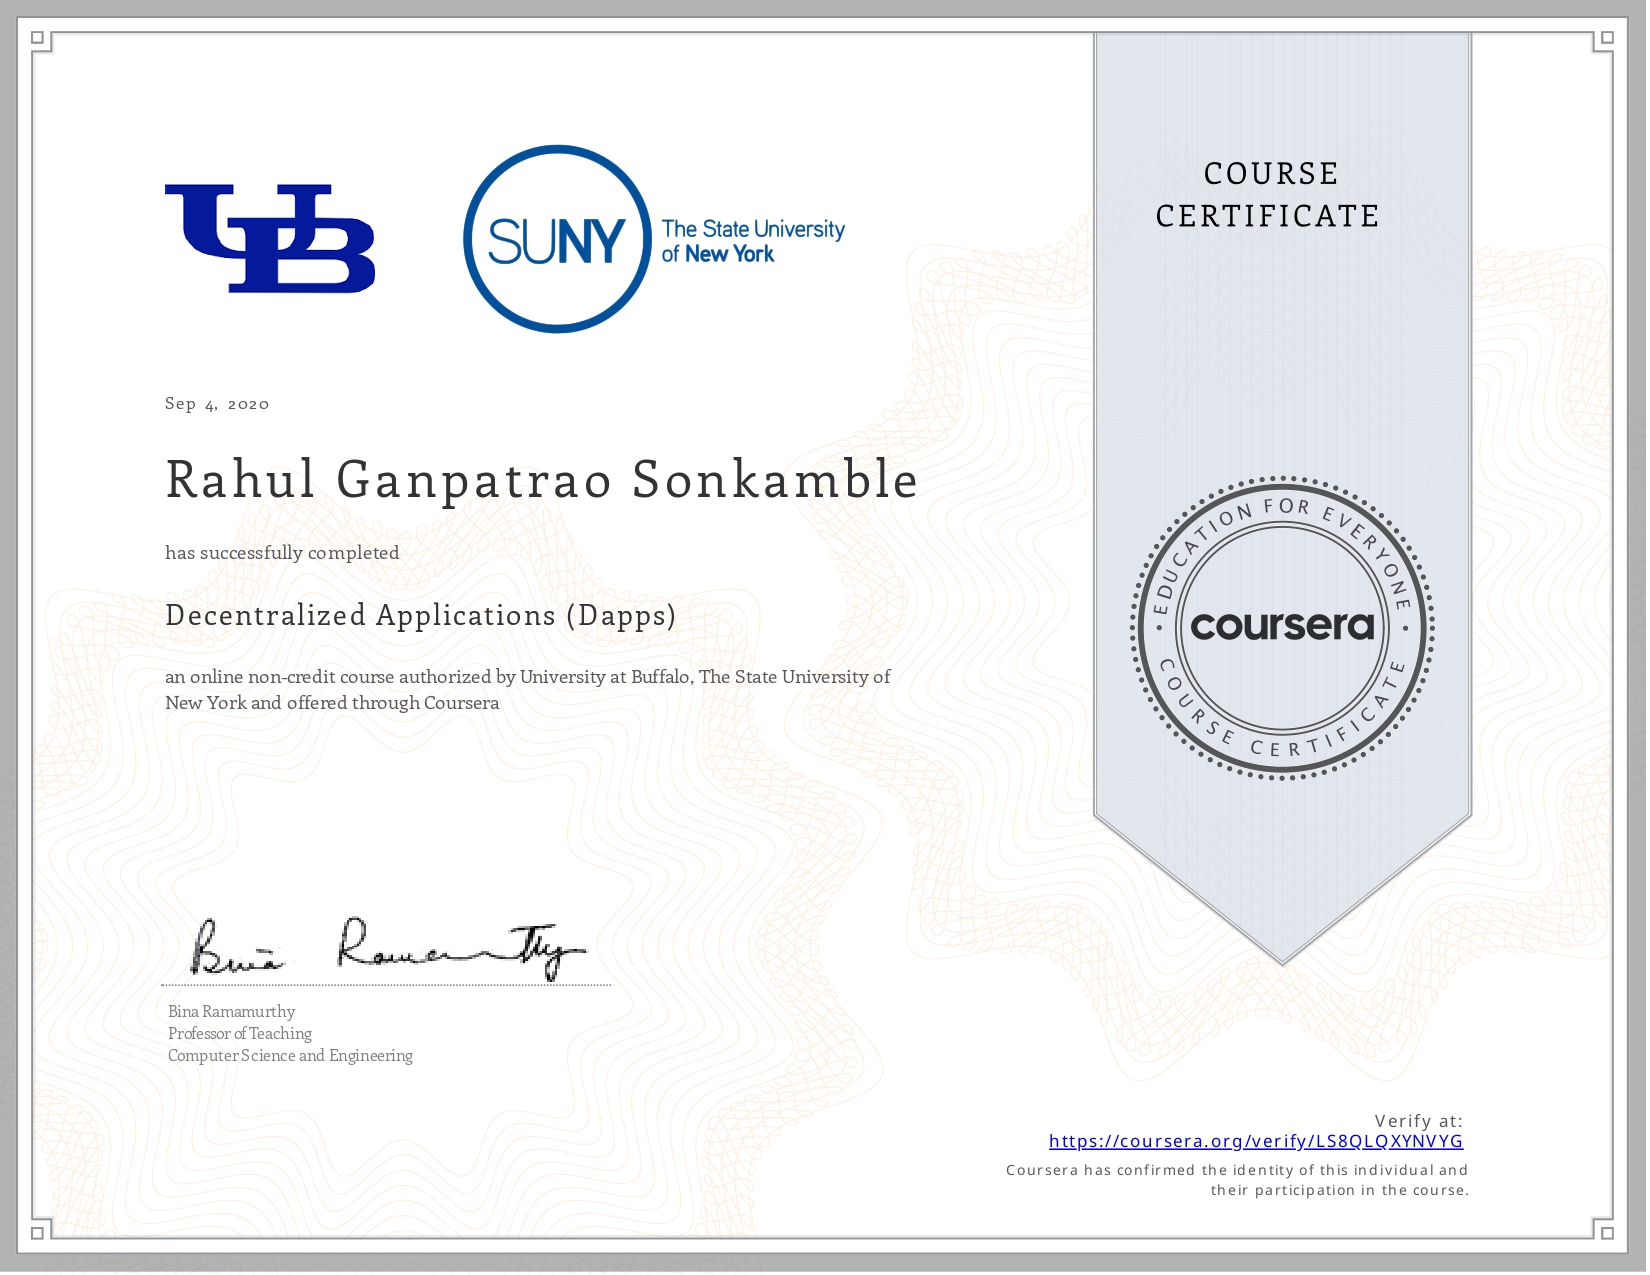 UB
SUNY
The State University
of New York
COURSE
CERTIFICATE
Sep 4, 2020
Rahul Ganpatrao Sonkamble
has successfully completed
Decentralized Applications (Dapps)
an online non-credit course authorized by University at Buffalo, The State University of
New York and offered through Coursera
• EDUCATION FOR EVERYONE •
coursera
COURSE CERTIFICATE
Bina Ramamurthy
Bina Ramamurthy
Professor of Teaching
Computer Science and Engineering
Verify at:
https://coursera.org/verify/LS8QLQXYNVYG
Coursera has confirmed the identity of this individual and
their participation in the course.